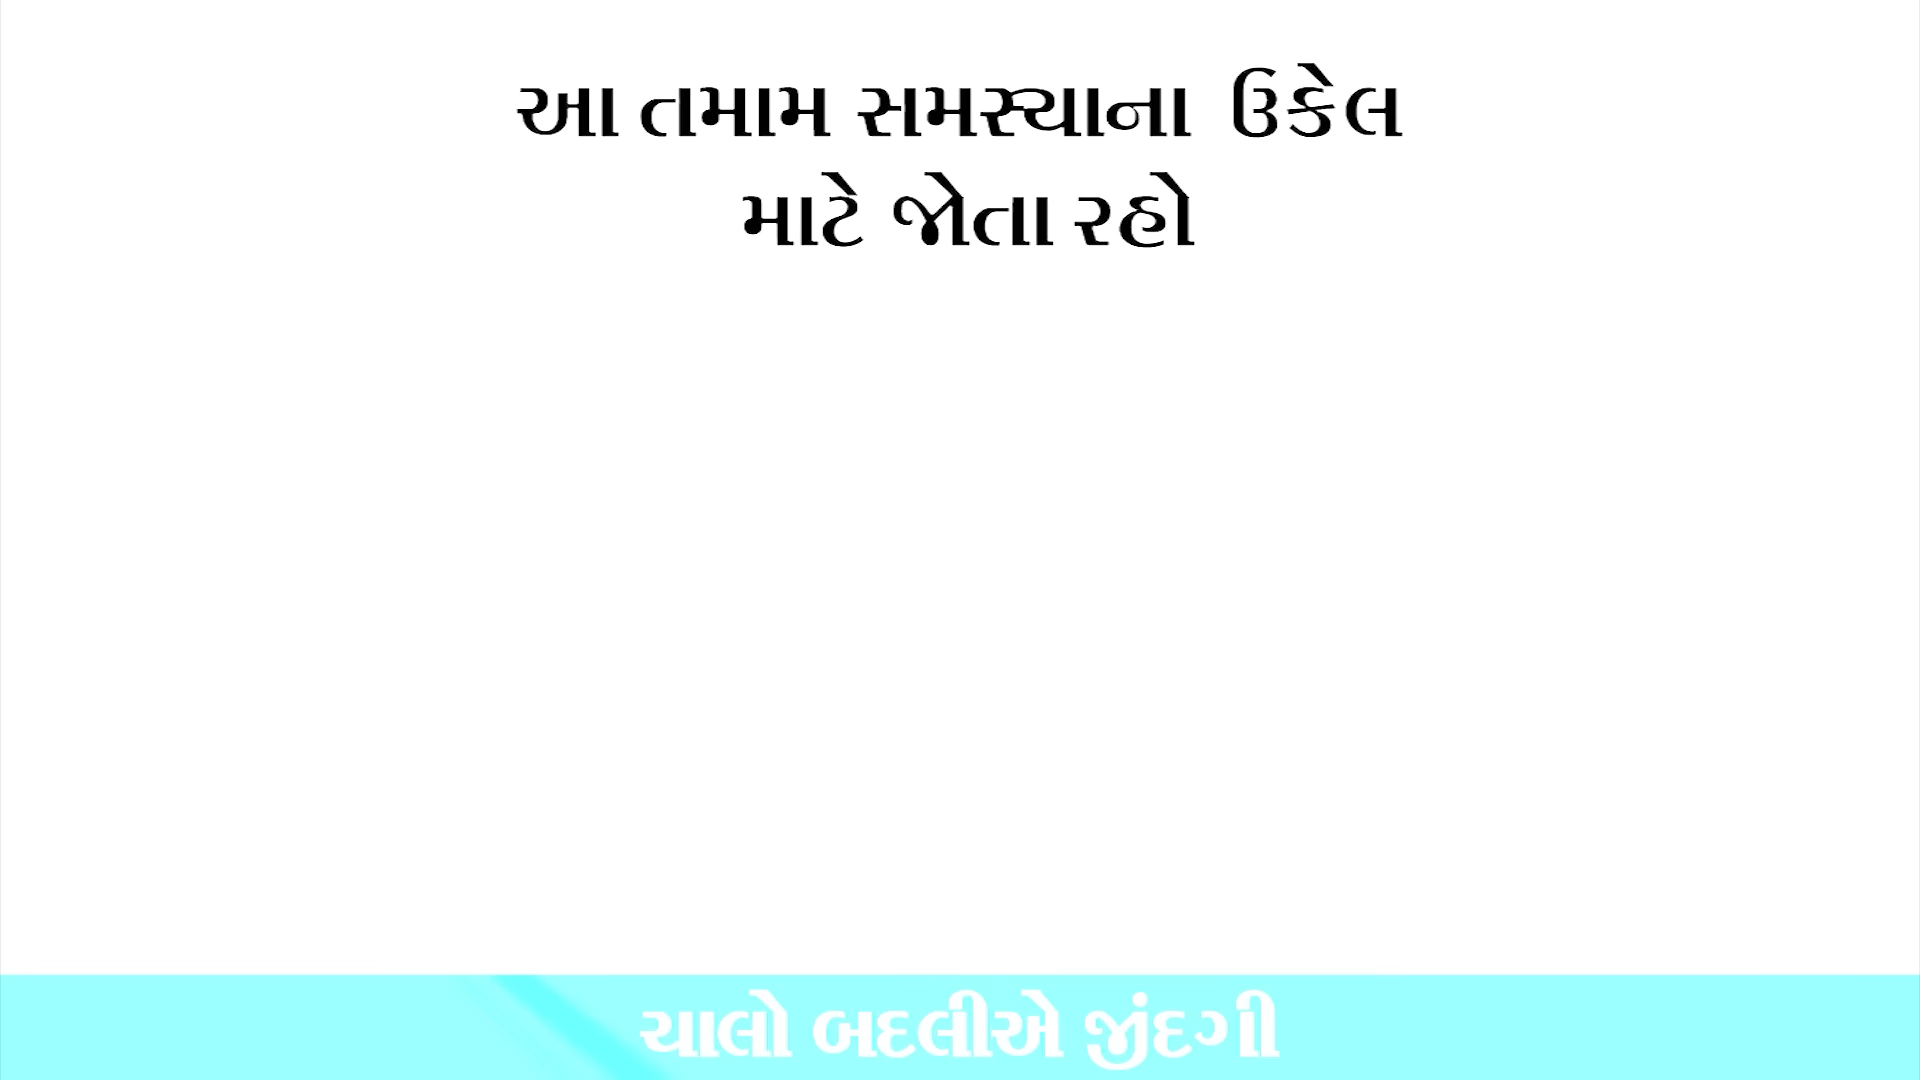 આ તમામ સમસ્યાના ઉકેલ
માટે જોતા રહો
ચાલો બદલીએ જીંદગી